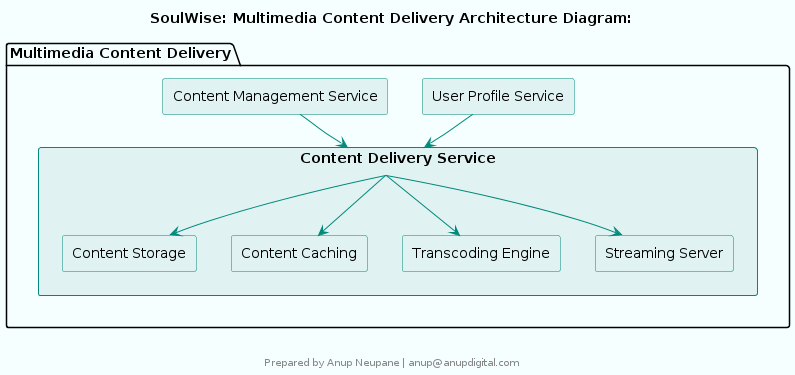 SoulWise: Multimedia Content Delivery Architecture Diagram:
Multimedia Content Delivery
Content Management Service
User Profile Service
Content Delivery Service
Content Storage
Content Caching
Transcoding Engine
Streaming Server
Prepared by Anup Neupane | anup@anupdigital.com